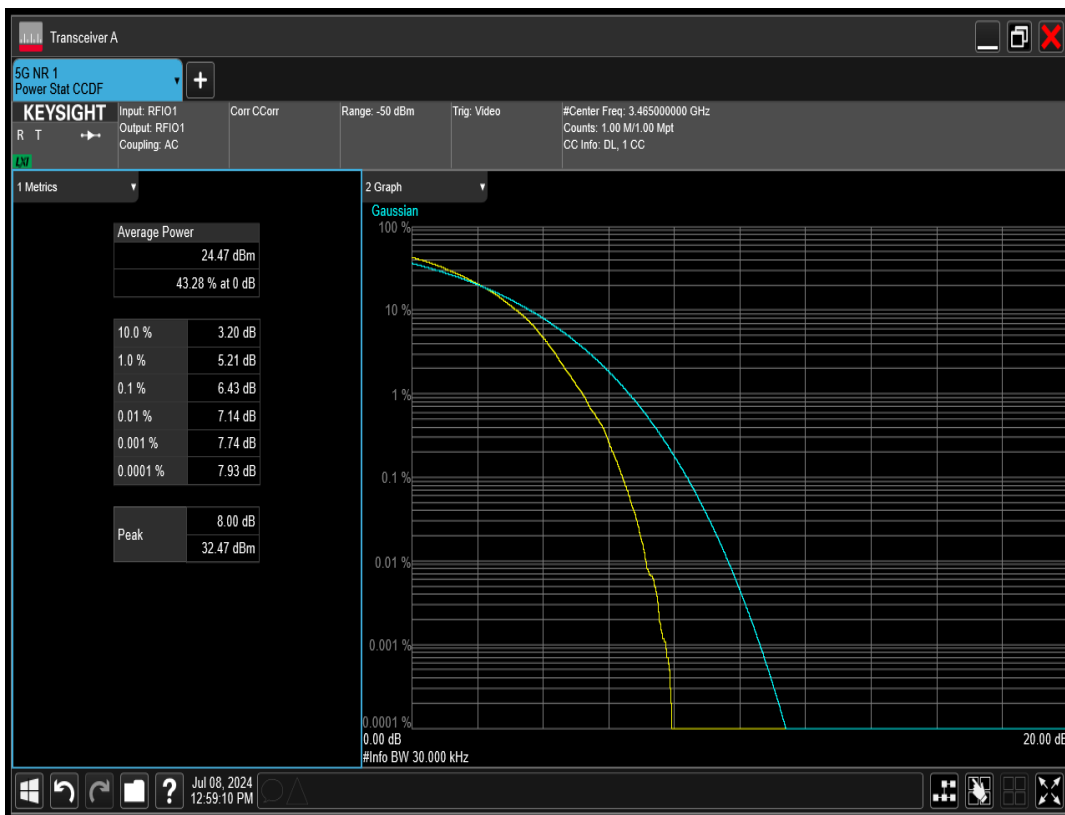 Transceiver A
5G NR 1
Power Stat CCDF
+
KEYSIGHT
R T
LXI
Input: RFIO1
Output: RFIO1
Coupling: AC
Corr CCorr
Range: -50 dBm
Trig: Video
#Center Freq: 3.465000000 GHz
Counts: 1.00 M/1.00 Mpt
CC Info: DL, 1 CC
1 Metrics
Average Power
24.47 dBm
43.28 % at 0 dB
10.0 % 3.20 dB
1.0 % 5.21 dB
0.1 % 6.43 dB
0.01 % 7.14 dB
0.001 % 7.74 dB
0.0001 % 7.93 dB
Peak 8.00 dB
32.47 dBm
2 Graph
Gaussian
100 %
10 %
1 %
0.1 %
0.01 %
0.001 %
0.0001 %
0.00 dB 20.00 dB
#Info BW 30.000 kHz
?
Jul 08, 2024
12:59:10 PM